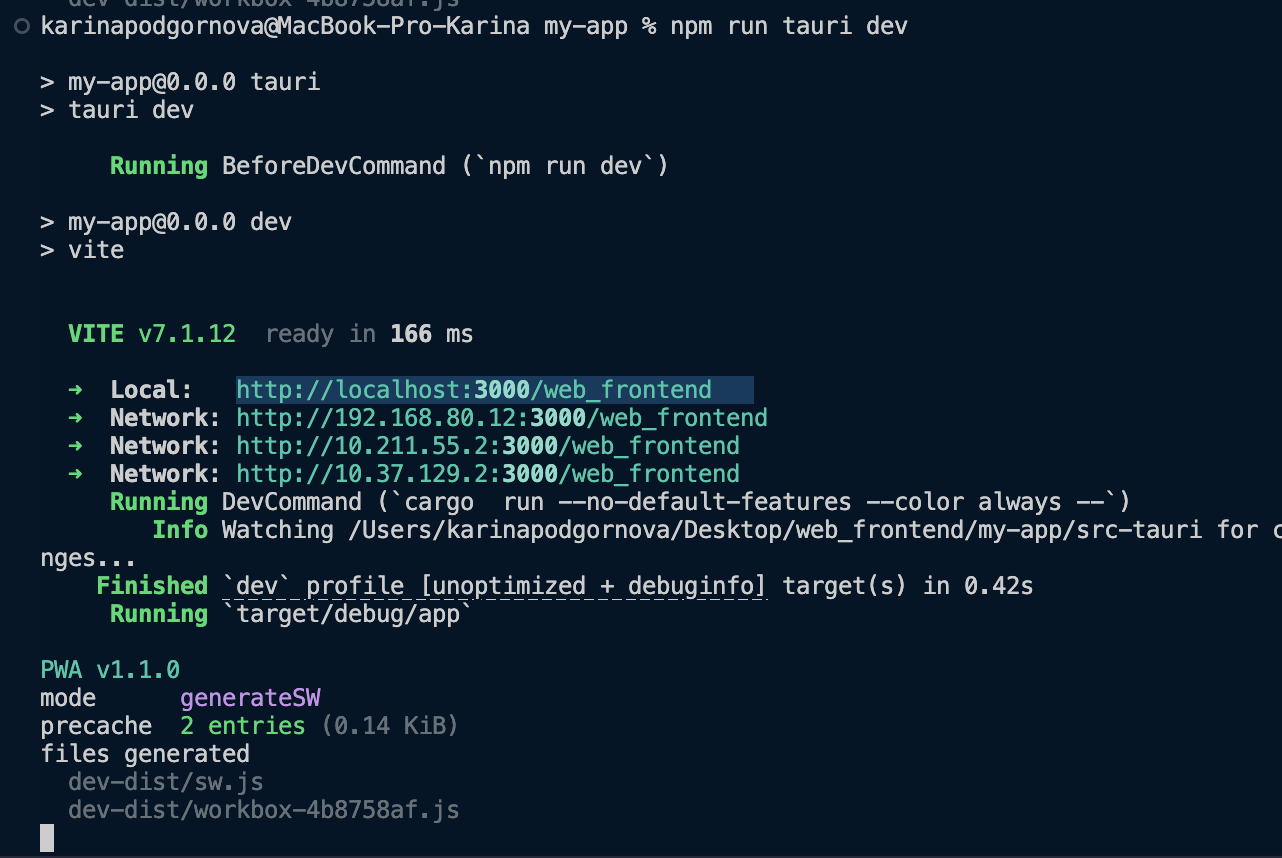 dev-dist/workbox-4b8758af.js
karinapodgornova@MacBook-Pro-Karina my-app % npm run tauri dev
> my-app@0.0.0 tauri
> tauri dev
Running BeforeDevCommand (`npm run dev`)
> my-app@0.0.0 dev
> vite
VITE v7.1.12 ready in 166 ms
➜ Local: http://localhost:3000/web_frontend
➜ Network: http://192.168.80.12:3000/web_frontend
➜ Network: http://10.211.55.2:3000/web_frontend
➜ Network: http://10.37.129.2:3000/web_frontend
Running DevCommand (`cargo  run --no-default-features --color always --`)
Info Watching /Users/karinapodgornova/Desktop/web_frontend/my-app/src-tauri for c
nges...
Finished `dev` profile [unoptimized + debuginfo] target(s) in 0.42s
Running `target/debug/app`
PWA v1.1.0
mode generateSW
precache 2 entries (0.14 KiB)
files generated
dev-dist/sw.js
dev-dist/workbox-4b8758af.js